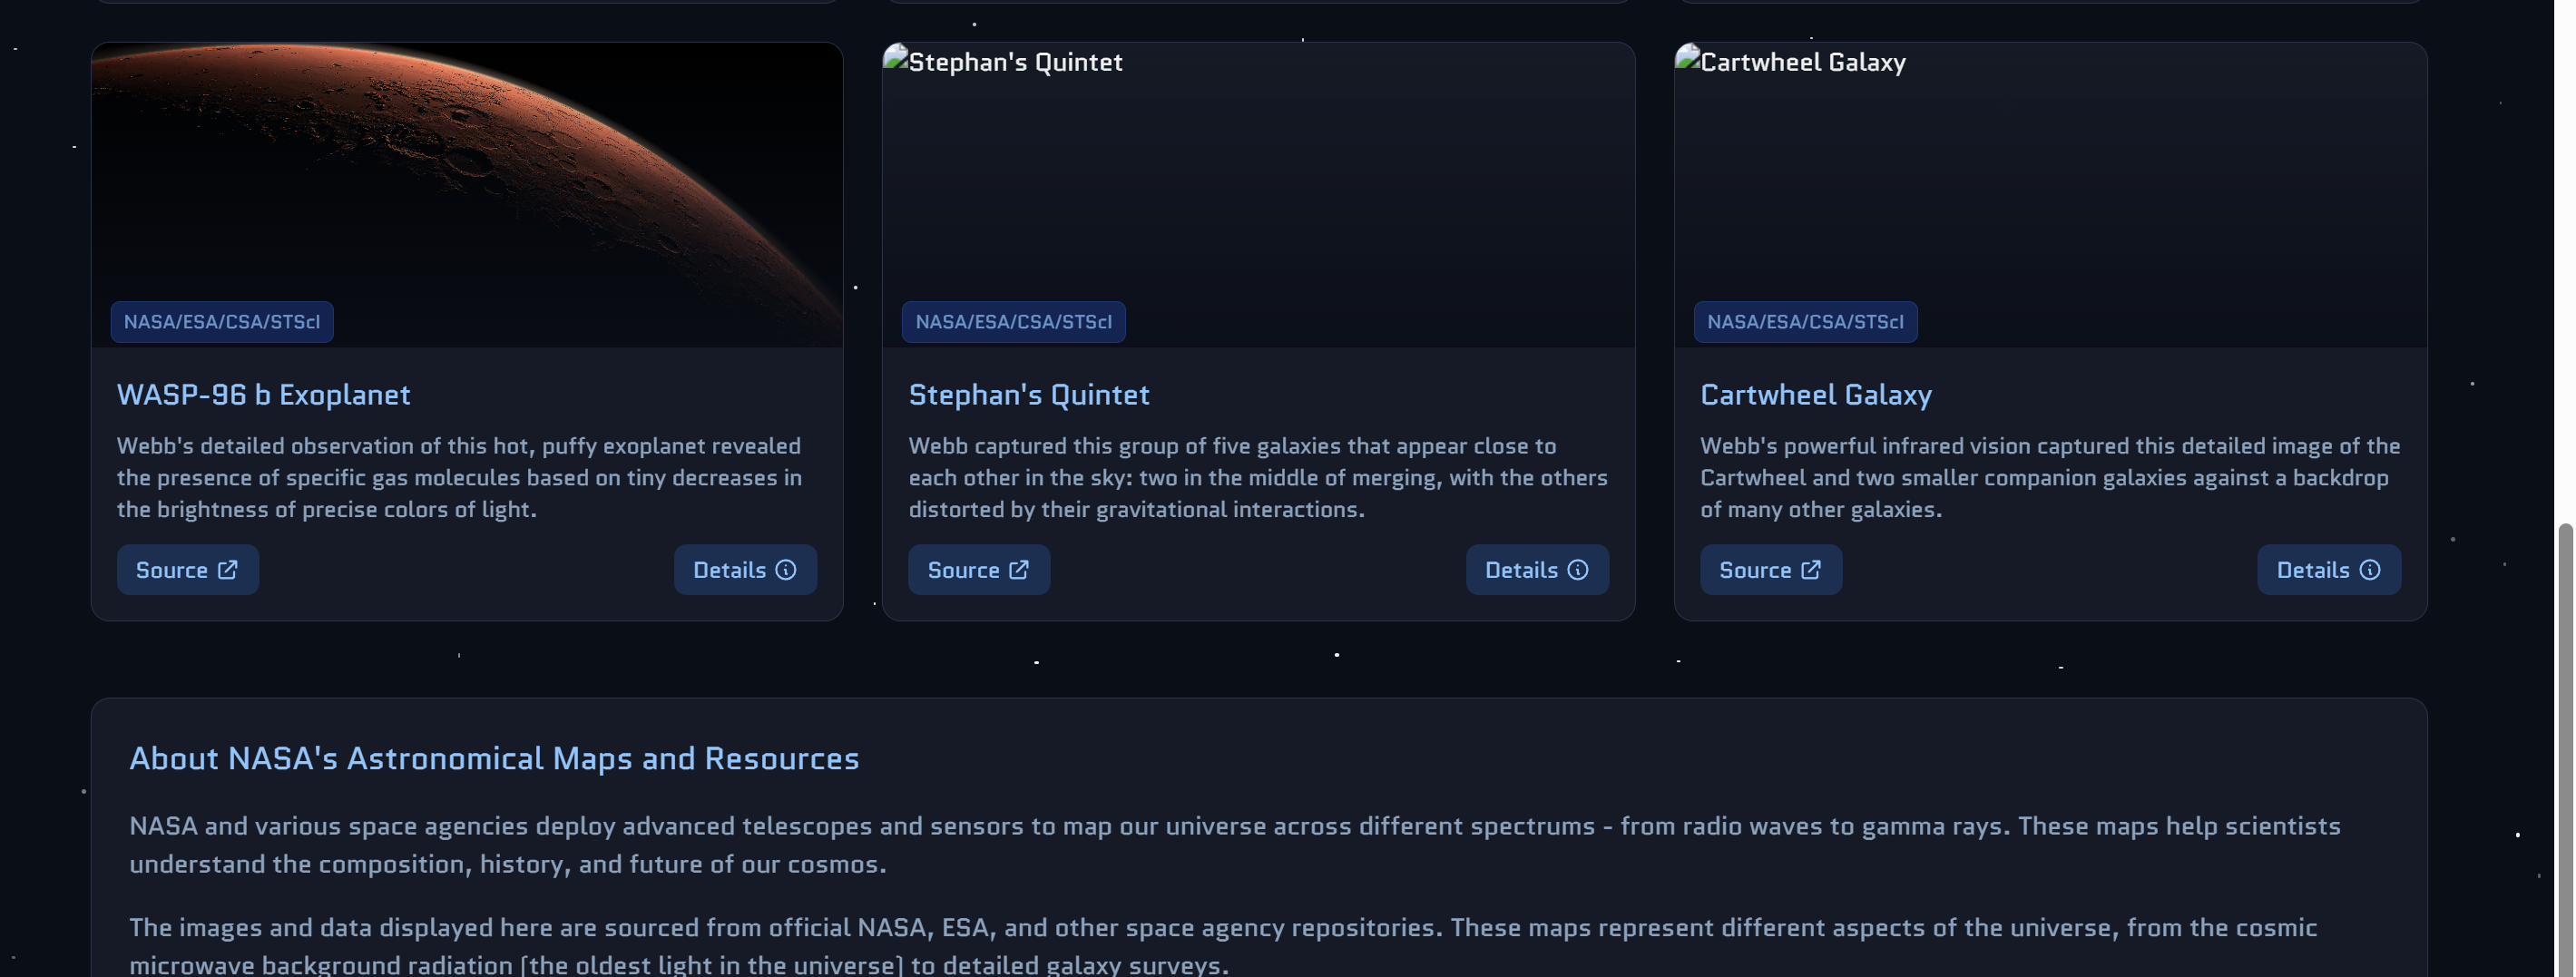 Stephan's Quintet
Cartwheel Galaxy
NASA/ESA/CSA/STScI
NASA/ESA/CSA/STScI
NASA/ESA/CSA/STScI
WASP-96 b Exoplanet
Webb's detailed observation of this hot, puffy exoplanet revealed
the presence of specific gas molecules based on tiny decreases in
the brightness of precise colors of light.
Source
Details
Stephan's Quintet
Webb captured this group of five galaxies that appear close to
each other in the sky: two in the middle of merging, with the others
distorted by their gravitational interactions.
Source
Details
Cartwheel Galaxy
Webb's powerful infrared vision captured this detailed image of the
Cartwheel and two smaller companion galaxies against a backdrop
of many other galaxies.
Source
Details
About NASA's Astronomical Maps and Resources
NASA and various space agencies deploy advanced telescopes and sensors to map our universe across different spectrums - from radio waves to gamma rays. These maps help scientists
understand the composition, history, and future of our cosmos.
The images and data displayed here are sourced from official NASA, ESA, and other space agency repositories. These maps represent different aspects of the universe, from the cosmic
microwave background radiation (the oldest light in the universe) to detailed galaxy surveys.